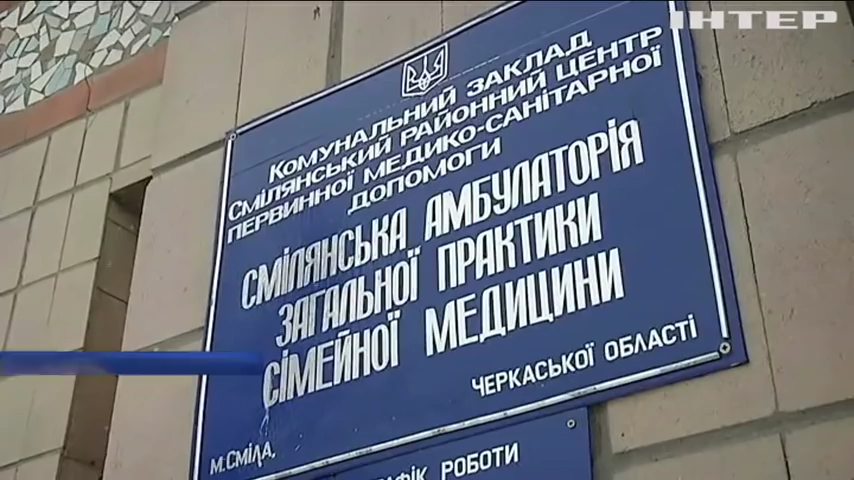 ІНТЕР
Комунальний заклад
Смілянський районний центр
первинної медико-санітарної
допомоги
СМІЛЯНСЬКА АМБУЛАТОРІЯ
ЗАГАЛЬНОЇ ПРАКТИКИ
СІМЕЙНОЇ МЕДИЦИНИ
ЧЕРКАСЬКОЇ ОБЛАСТІ
М.СМІЛА,
РОБОТИ